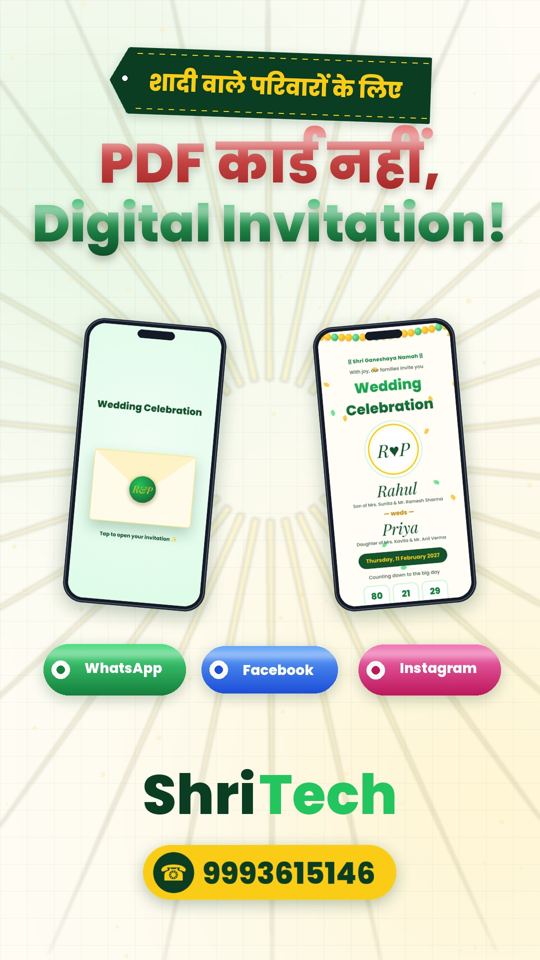 शादी वाले परिवारों के लिए
PDF कार्ड नहीं,
Digital Invitation!
Wedding Celebration
R&P
Tap to open your invitation ✨
|| Shri Ganeshaya Namah ||
With joy, our families invite you
Wedding
Celebration
R♥P
Rahul
Son of Mrs. Sunita & Mr. Ramesh Sharma
— weds —
Priya
Daughter of Mrs. Kavita & Mr. Anil Verma
Thursday, 11 February 2027
Counting down to the big day
80 21 29
WhatsApp
Facebook
Instagram
ShriTech
9993615146